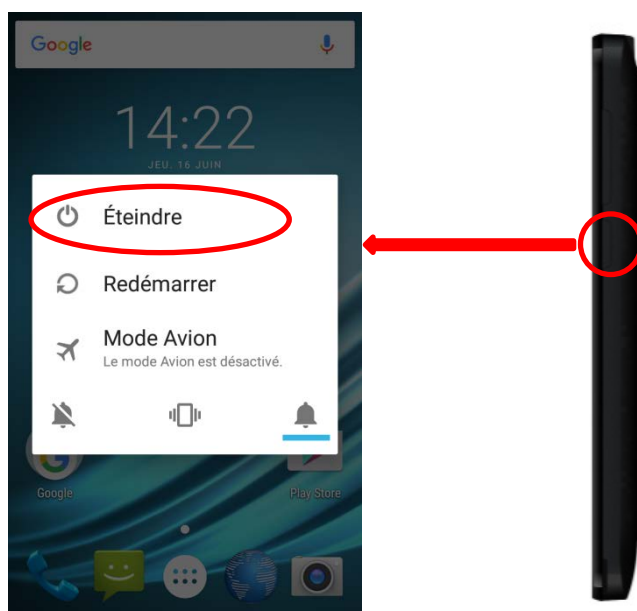 Google
14:22
JEU. 16 JUIN
Éteindre
Redémarrer
Mode Avion
Le mode Avion est désactivé.
Google
Play Store